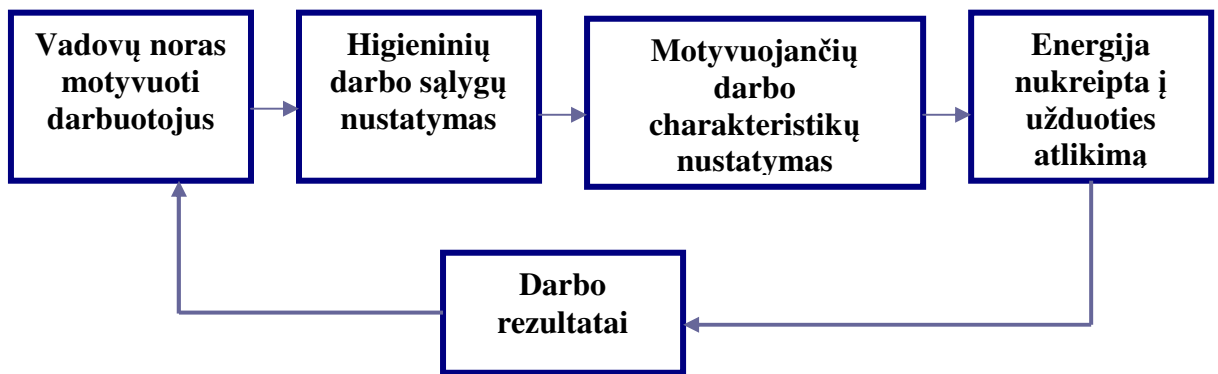 Vadovų noras
motyvuoti
darbuotojus
Higieninių
darbo sąlygų
nustatymas
Motyvuojančių
darbo
charakteristikų
nustatymas
Energija
nukreipta į
užduoties
atlikimą
Darbo
rezultatai